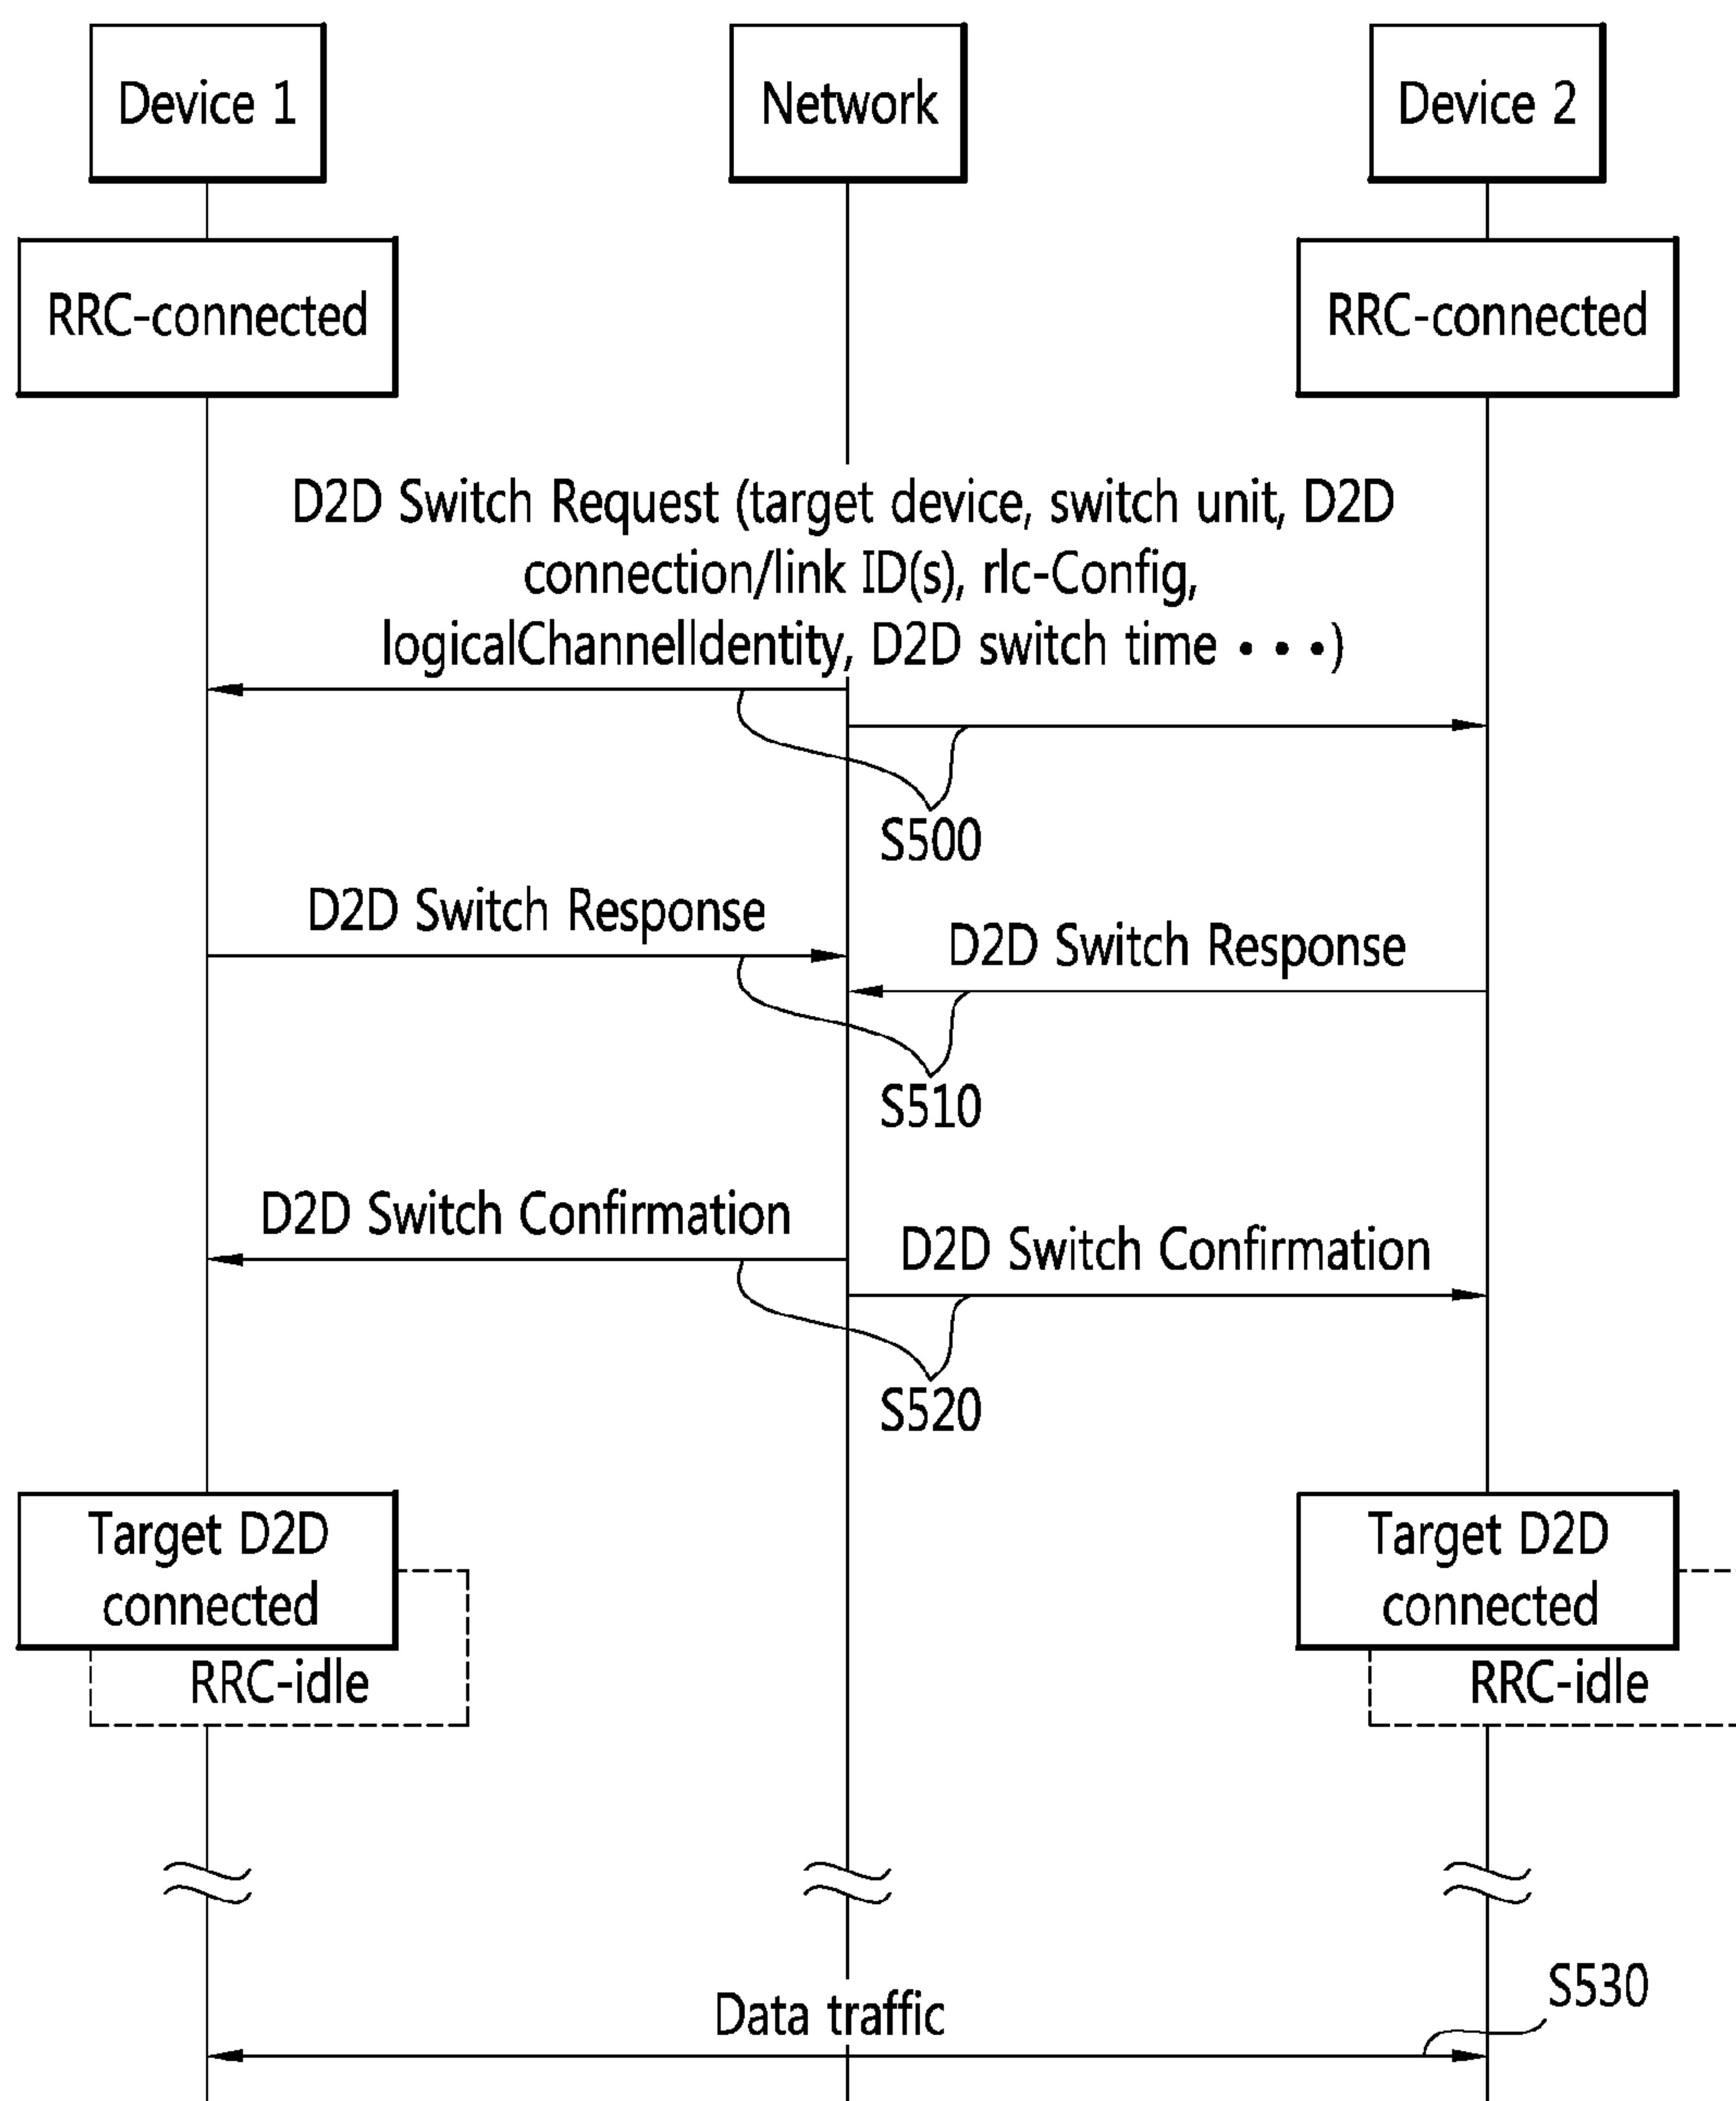 Device 1
Network
Device 2
RRC-connected
RRC-connected
D2D Switch Request (target device, switch unit, D2D
connection/link ID(s), rlc-Config,
logicalChannelIdentity, D2D switch time • • •)
S500
D2D Switch Response
D2D Switch Response
S510
D2D Switch Confirmation
D2D Switch Confirmation
S520
Target D2D
connected
RRC-idle
Target D2D
connected
RRC-idle
S530
Data traffic